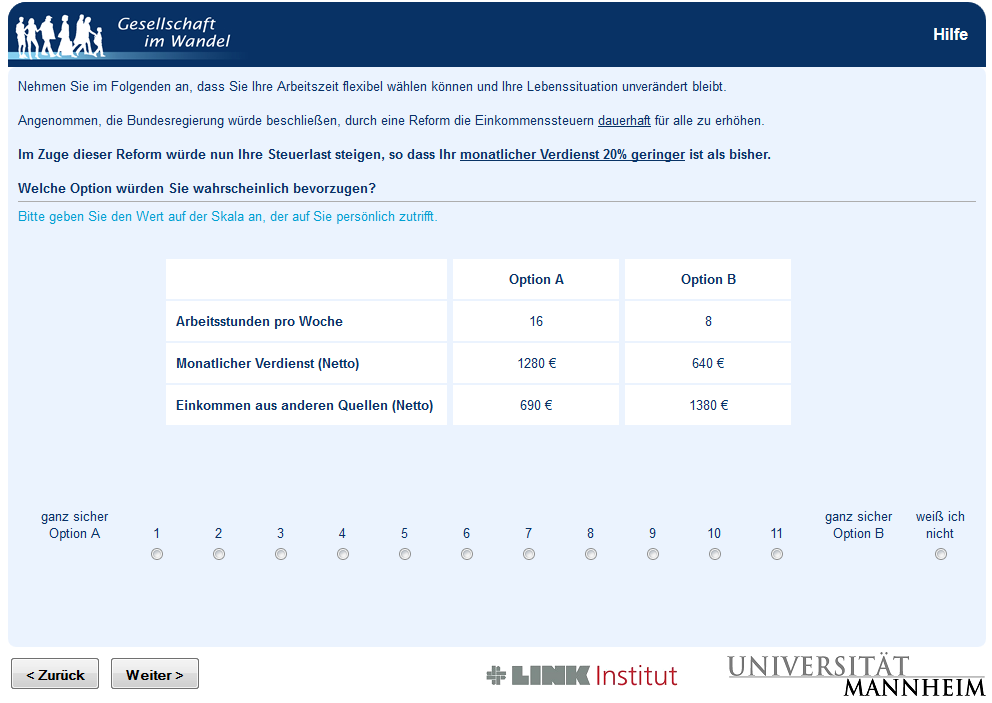 Gesellschaft
im Wandel
Hilfe
Nehmen Sie im Folgenden an, dass Sie Ihre Arbeitszeit flexibel wählen können und Ihre Lebenssituation unverändert bleibt.
Angenommen, die Bundesregierung würde beschließen, durch eine Reform die Einkommenssteuern dauerhaft für alle zu erhöhen.
Im Zuge dieser Reform würde nun Ihre Steuerlast steigen, so dass Ihr monatlicher Verdienst 20% geringer ist als bisher.
Welche Option würden Sie wahrscheinlich bevorzugen?
Bitte geben Sie den Wert auf der Skala an, der auf Sie persönlich zutrifft.
Option A Option B
Arbeitsstunden pro Woche 16 8
Monatlicher Verdienst (Netto) 1280 € 640 €
Einkommen aus anderen Quellen (Netto) 690 € 1380 €
ganz sicher ganz sicher weiß ich
Option A 1 2 3 4 5 6 7 8 9 10 11 Option B nicht
< Zurück Weiter >
LINK Institut
UNIVERSITÄT
MANNHEIM